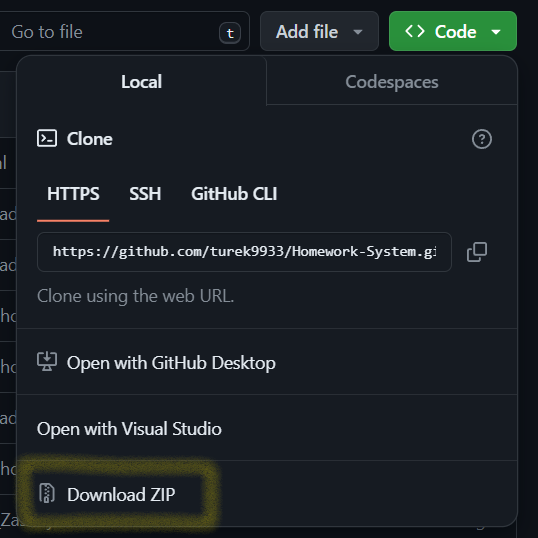 Go to file t Add file Code
Local Codespaces
Clone
HTTPS SSH GitHub CLI
https://github.com/turek9933/Homework-System.gi
Clone using the web URL.
Open with GitHub Desktop
Open with Visual Studio
Download ZIP